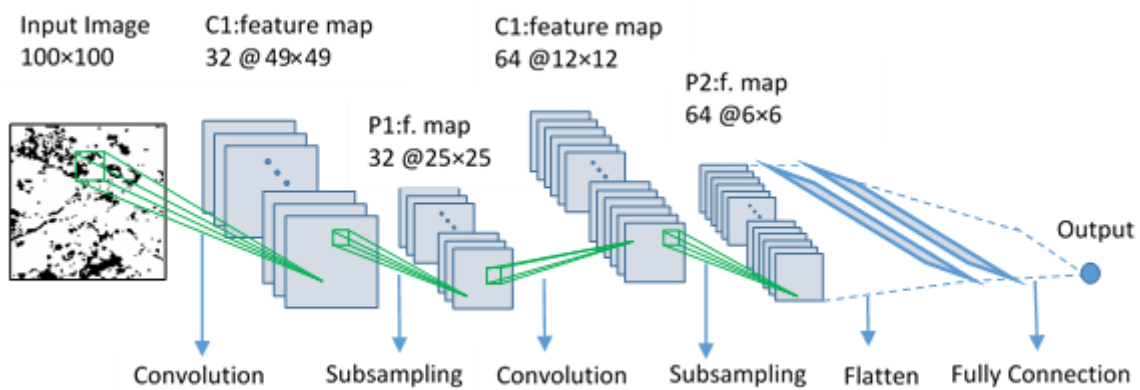 Input Image
100×100
C1:feature map
32 @49×49
P1:f. map
32 @25×25
C1:feature map
64 @12×12
P2:f. map
64 @6×6
Output
Convolution
Subsampling
Convolution
Subsampling
Flatten
Fully Connection